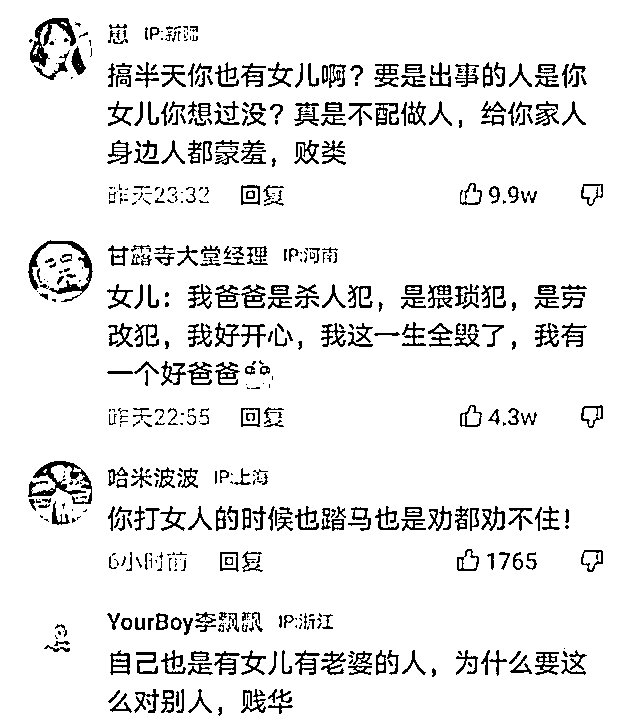 崽 IP:新疆
搞半天你也有女儿啊？要是出事的人是你
女儿你想过没？真是不配做人，给你家人
身边人都蒙羞，败类
昨天23:32 回复 9.9w
甘露寺大堂经理 IP:河南
女儿：我爸爸是杀人犯，是猥琐犯，是劳
改犯，我好开心，我这一生全毁了，我有
一个好爸爸
昨天22:55 回复 4.3w
哈米波波 IP:上海
你打女人的时候也踏马也是劝都劝不住！
6小时前 回复 1765
YourBoy李飘飘 IP:浙江
自己也是有女儿有老婆的人，为什么要这
么对别人，贱华